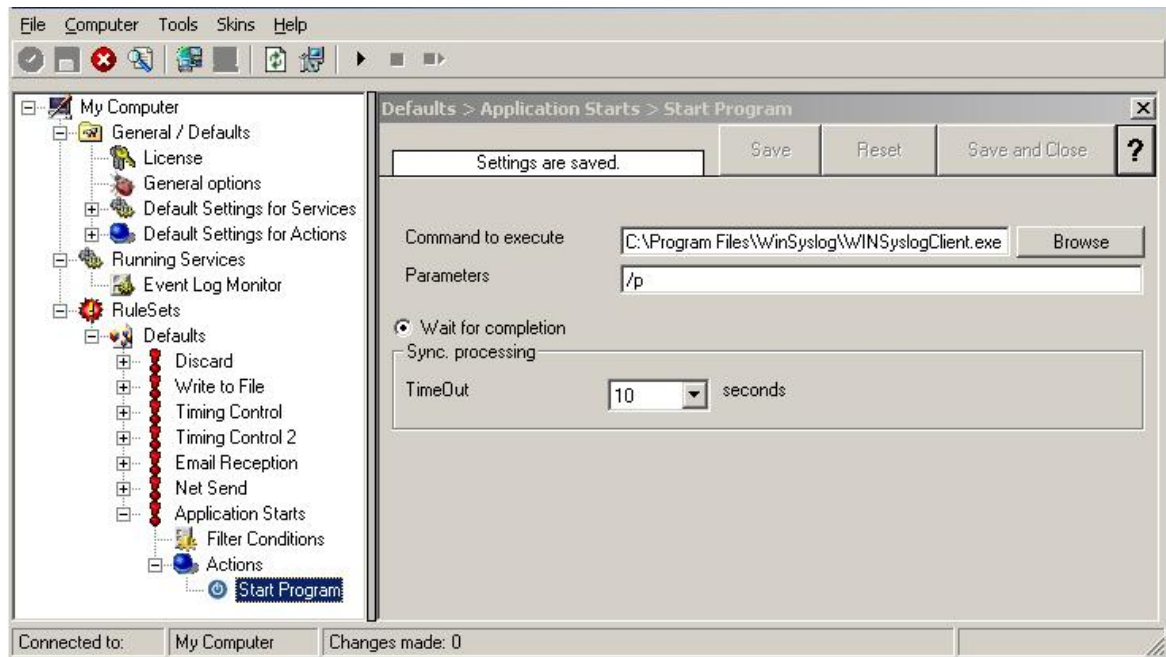 File Computer Tools Skins Help
My Computer
General / Defaults
License
General options
Default Settings for Services
Default Settings for Actions
Running Services
Event Log Monitor
RuleSets
Defaults
Discard
Write to File
Timing Control
Timing Control 2
Email Reception
Net Send
Application Starts
Filter Conditions
Actions
Start Program
Defaults > Application Starts > Start Program
Settings are saved.
Save Reset Save and Close ?
Command to execute C:\Program Files\WinSyslog\WINSyslogClient.exe Browse
Parameters /p
Wait for completion
Sync. processing
TimeOut 10 seconds
Connected to: My Computer Changes made: 0